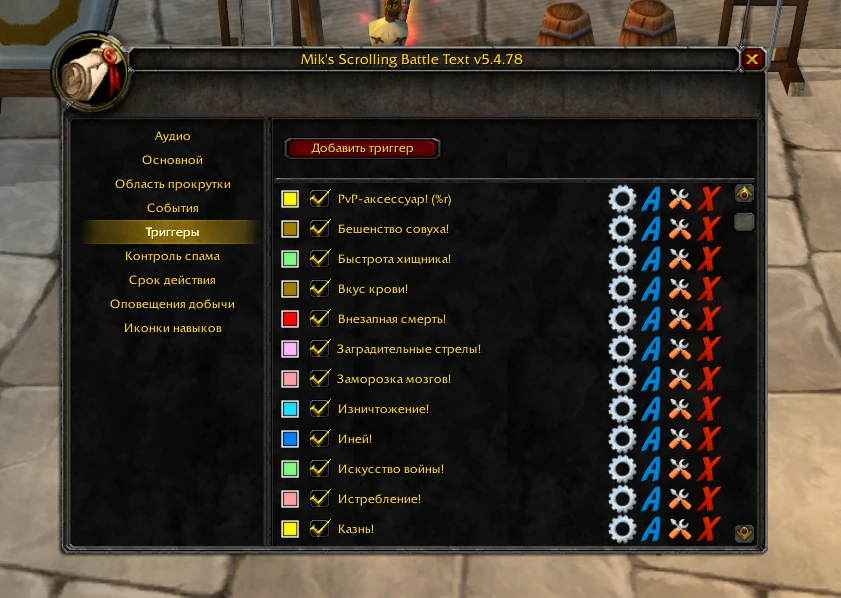 Mik's Scrolling Battle Text v5.4.78
Аудио
Основной
Область прокрутки
События
Триггеры
Контроль спама
Срок действия
Оповещения добычи
Иконки навыков
Добавить триггер
PvP-аксессуар! (%r)
Бешенство совуха!
Быстрота хищника!
Вкус крови!
Внезапная смерть!
Заградительные стрелы!
Заморозка мозгов!
Изничтожение!
Иней!
Искусство войны!
Истребление!
Казнь!